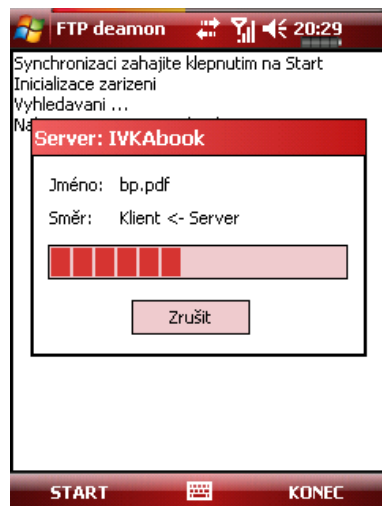 FTP deamon 20:29
Synchronizaci zahajite klepnutim na Start
Inicializace zarizeni
Vyhledavani ...
Server: IVKAbook
Jméno: bp.pdf
Směr: Klient <- Server
Zrušit
START KONEC